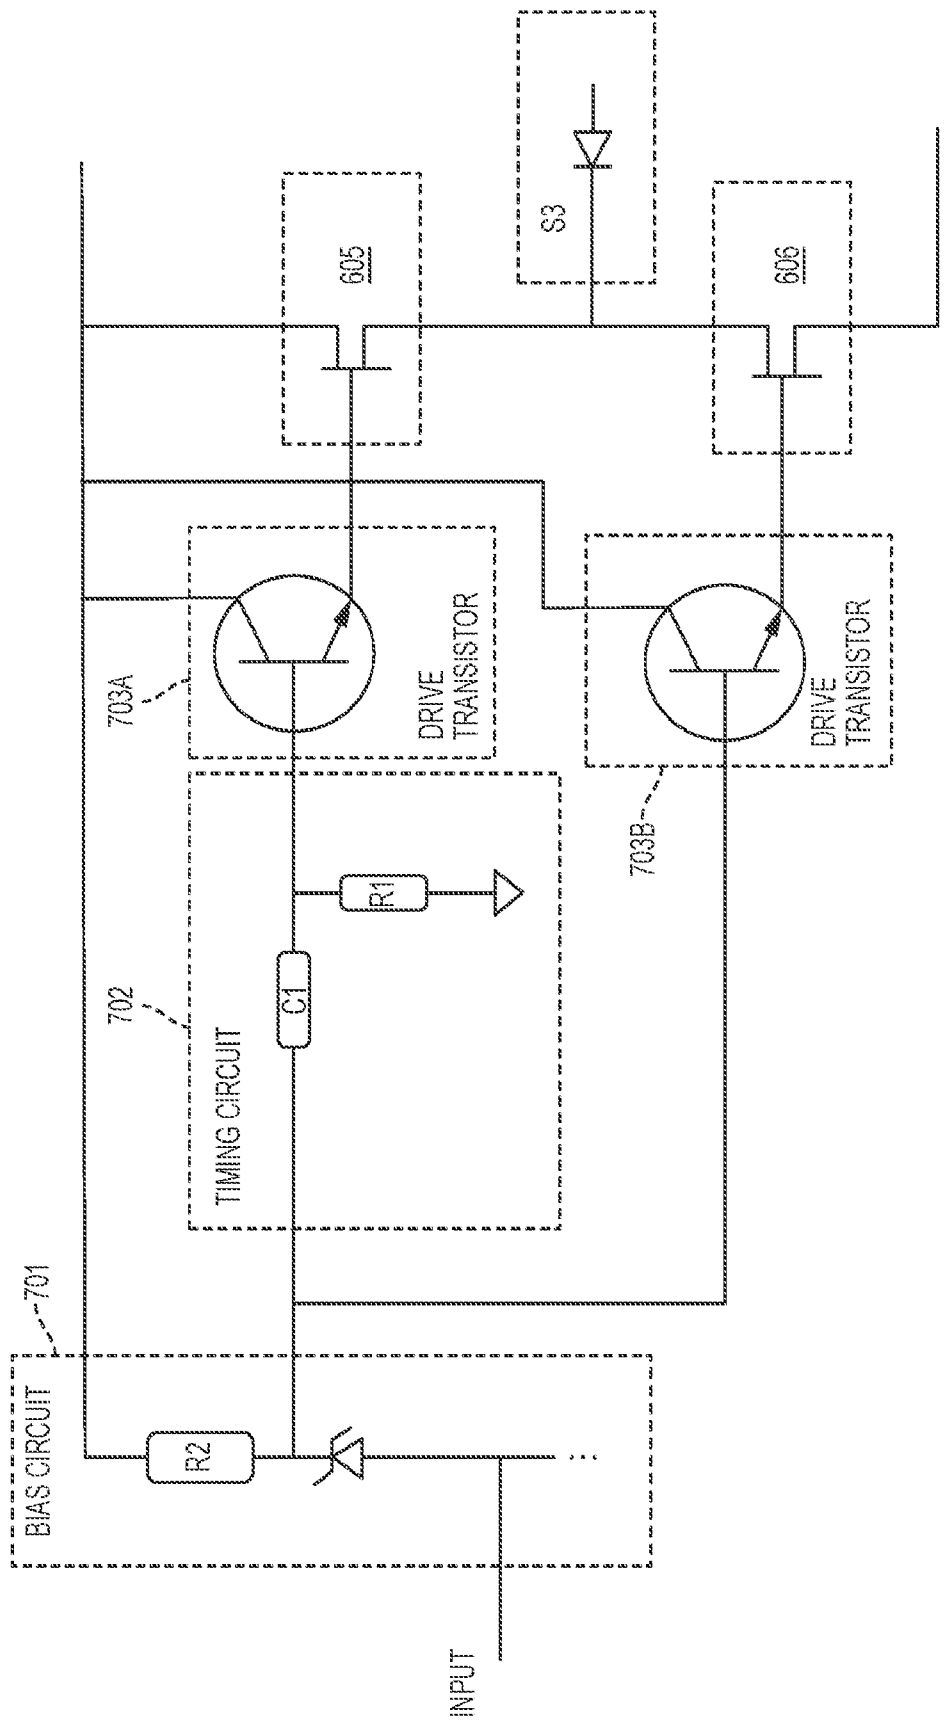 INPUT
BIAS CIRCUIT
701
R2
TIMING CIRCUIT
702
C1
R1
703A
DRIVE
TRANSISTOR
703B
DRIVE
TRANSISTOR
605
S3
606
...